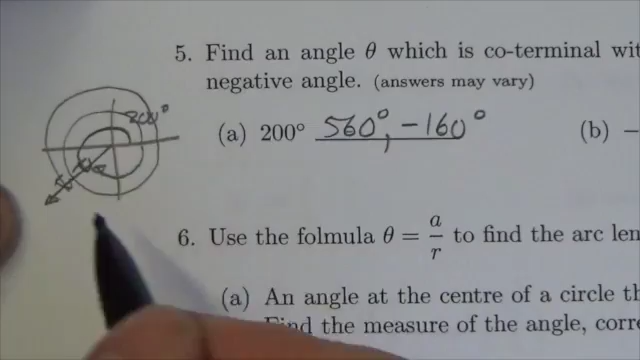 5. Find an angle θ which is co-terminal wit
negative angle. (answers may vary)
200°
(a) 200° 560°, -160°
(b) −
6. Use the folmula θ = a/r to find the arc len
(a) An angle at the centre of a circle th
Find the measure of the angle, corre